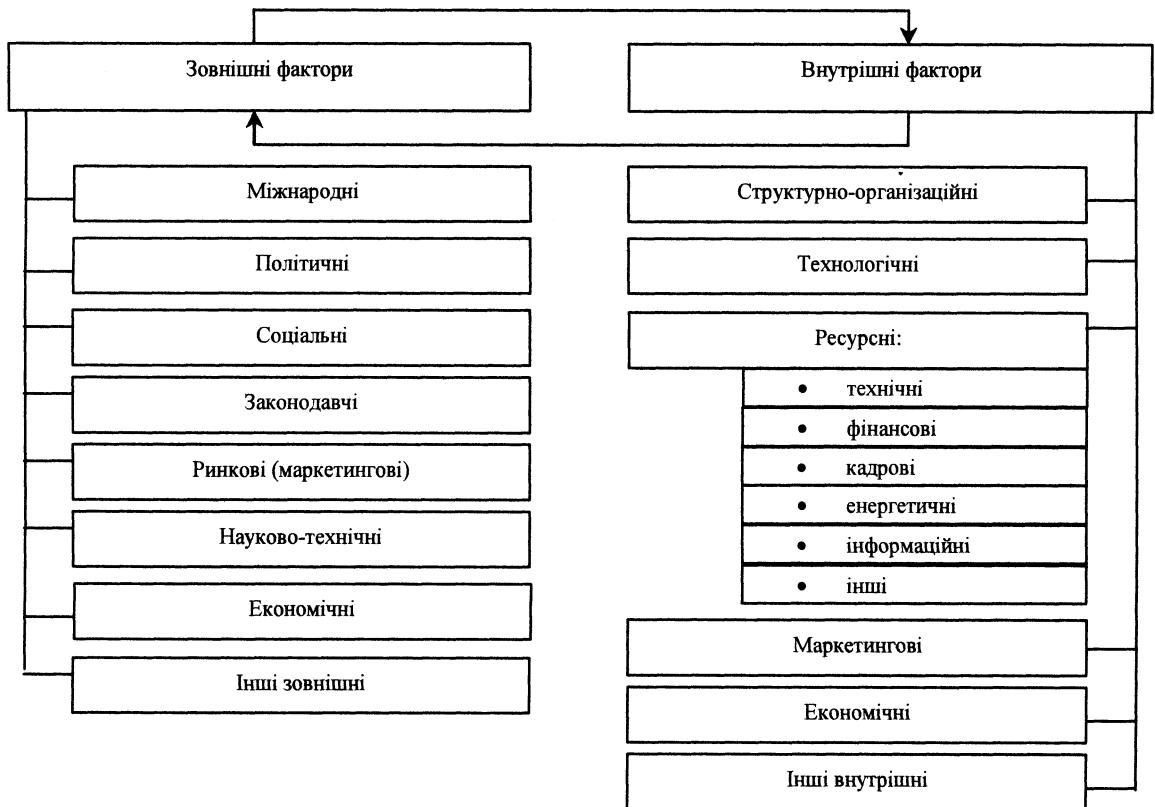 Зовнішні фактори
Міжнародні
Політичні
Соціальні
Законодавчі
Ринкові (маркетингові)
Науково-технічні
Економічні
Інші зовнішні
Внутрішні фактори
Структурно-організаційні
Технологічні
Ресурсні:
• технічні
• фінансові
• кадрові
• енергетичні
• інформаційні
• інші
Маркетингові
Економічні
Інші внутрішні